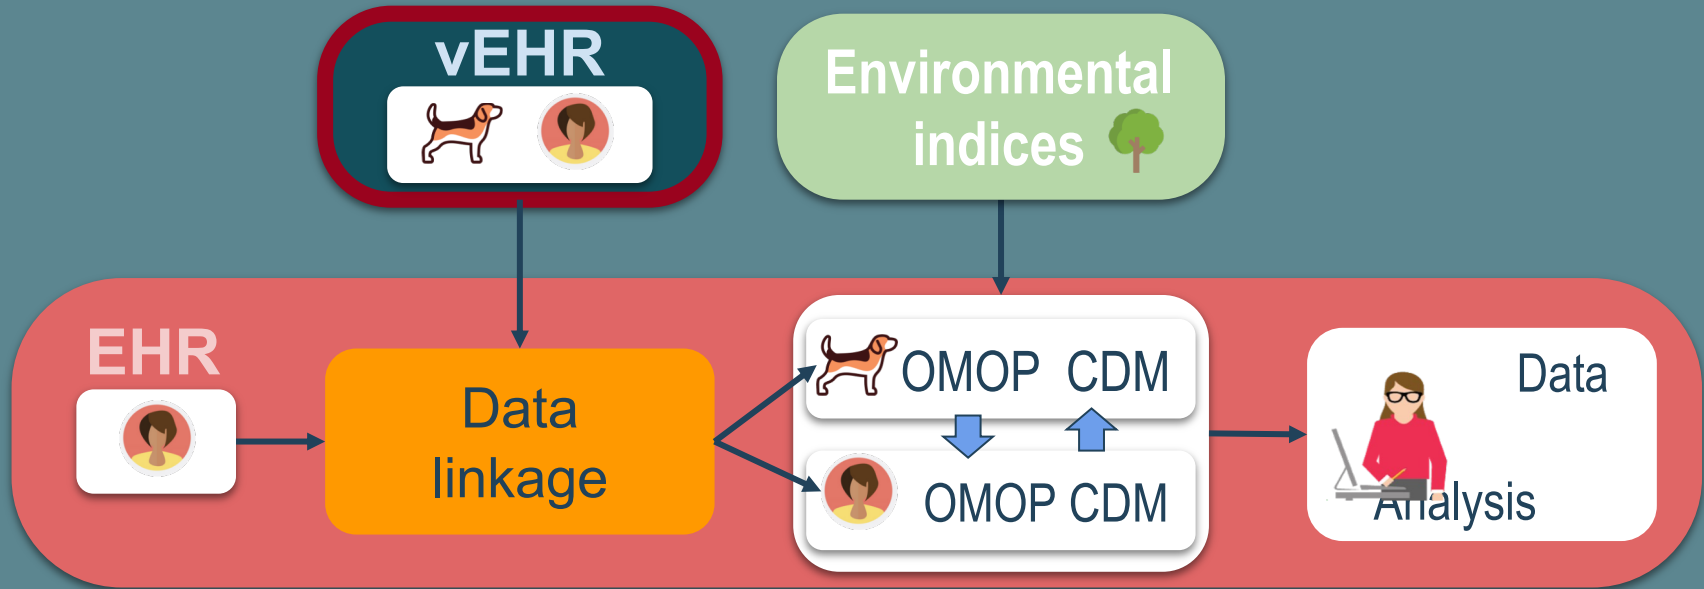 vEHR
Environmental
indices
EHR
Data
linkage
OMOP CDM
OMOP CDM
Data
Analysis